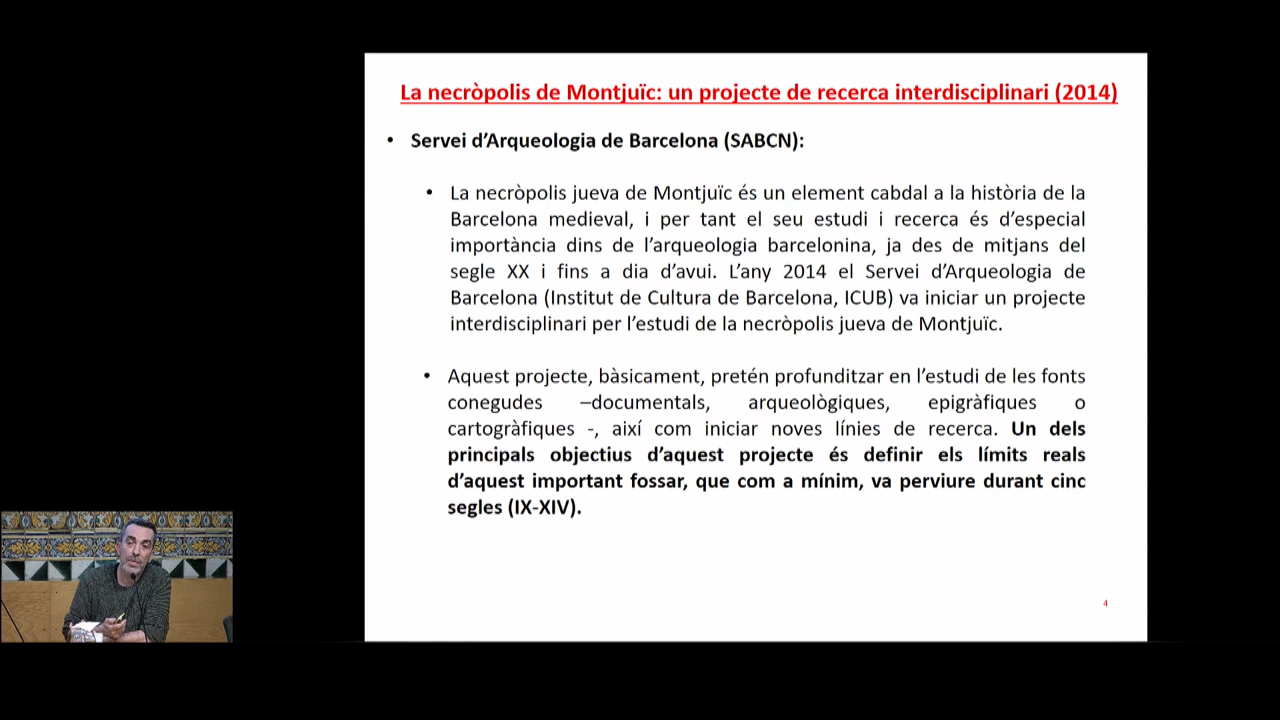 La necròpolis de Montjuïc: un projecte de recerca interdisciplinari (2014)
• Servei d'Arqueologia de Barcelona (SABCN):
• La necròpolis jueva de Montjuïc és un element cabdal a la història de la
Barcelona medieval, i per tant el seu estudi i recerca és d'especial
importància dins de l'arqueologia barcelonina, ja des de mitjans del
segle XX i fins a dia d'avui. L'any 2014 el Servei d'Arqueologia de
Barcelona (Institut de Cultura de Barcelona, ICUB) va iniciar un projecte
interdisciplinari per l'estudi de la necròpolis jueva de Montjuïc.
• Aquest projecte, bàsicament, pretén profunditzar en l'estudi de les fonts
conegudes –documentals, arqueològiques, epigràfiques o
cartogràfiques -, així com iniciar noves línies de recerca. Un dels
principals objectius d'aquest projecte és definir els límits reals
d'aquest important fossar, que com a mínim, va perviure durant cinc
segles (IX-XIV).
4